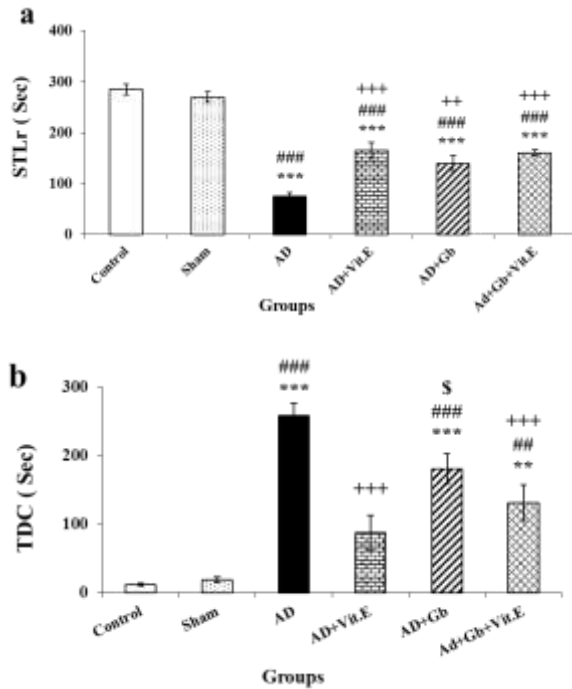 a
STLr ( Sec)
400
300
200
100
0
###
***
+++
###
***
++
###
***
+++
###
***
Control
Sham
AD
AD+Vit.E
AD+Gb
Ad+Gb+Vit.E
Groups
b
TDC ( Sec)
300
200
100
0
###
***
+++
$
###
***
+++
##
**
Control
Sham
AD
AD+Vit.E
AD+Gb
Ad+Gb+Vit.E
Groups